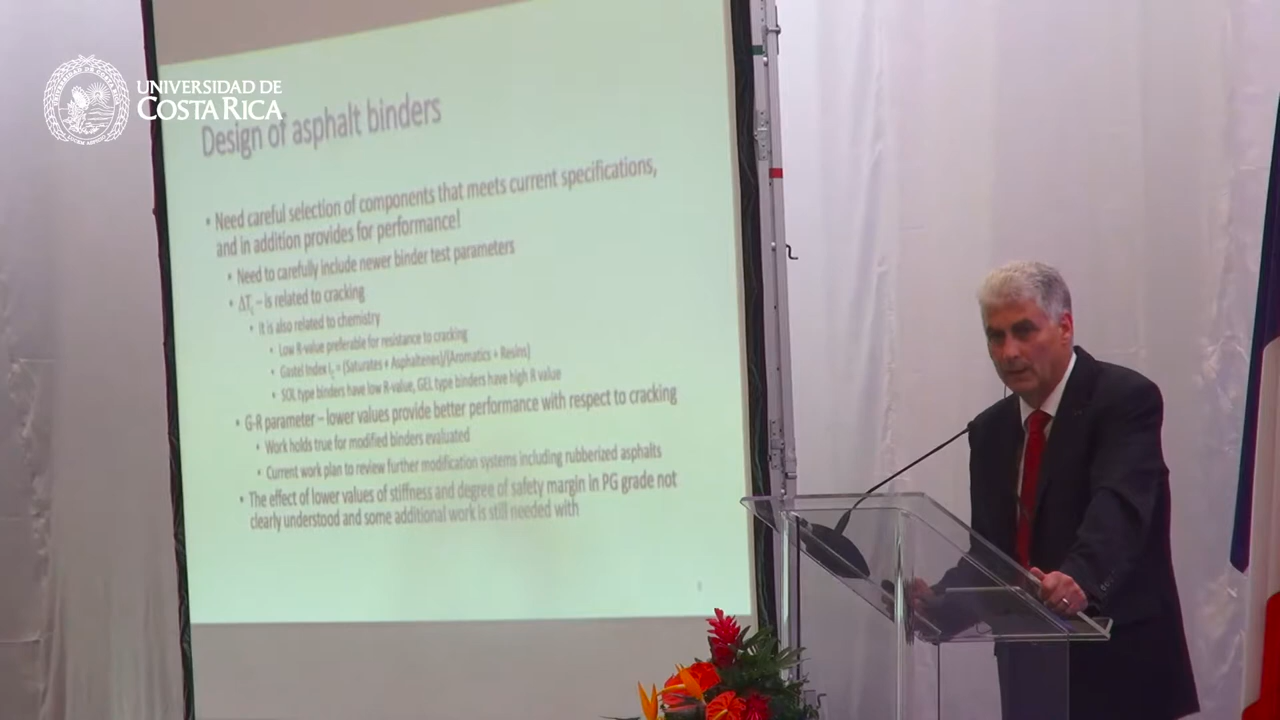 UNIVERSIDAD DE
COSTA RICA
Design of asphalt binders
• Need careful selection of components that meets current specifications,
and in addition provides for performance!
• Need to carefully include newer binder test parameters
• ΔTc – is related to cracking
• It is also related to chemistry
• Low R-value preferable for resistance to cracking
• Gastel Index Ic = (Saturates + Asphaltenes)/(Aromatics + Resins)
• SOL type binders have low R-value, GEL type binders have high R value
• G-R parameter – lower values provide better performance with respect to cracking
• Work holds true for modified binders evaluated
• Current work plan to review further modification systems including rubberized asphalts
• The effect of lower values of stiffness and degree of safety margin in PG grade not
clearly understood and some additional work is still needed with